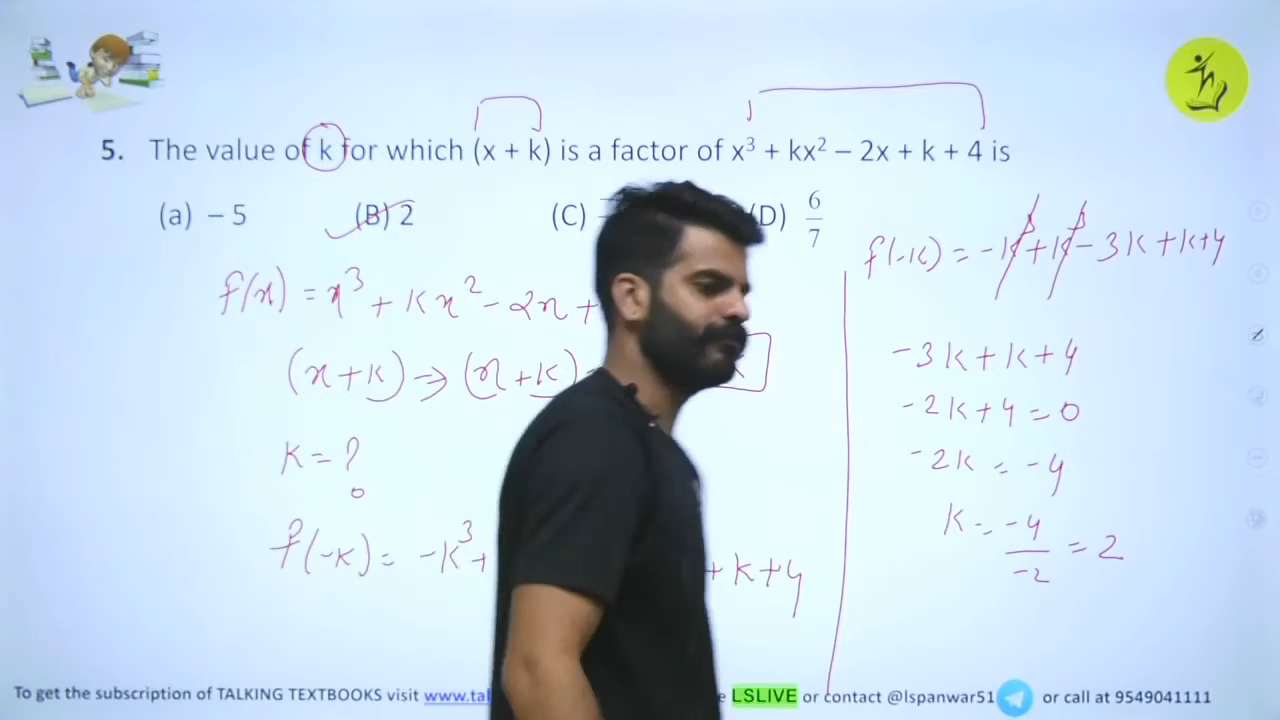 5. The value of k for which (x + k) is a factor of x³ + kx² – 2x + k + 4 is
(a) – 5 (B) 2 (C) D) 6/7
f(x) = x³ + Kx² - 2x +
(x+k) ⇒ (x+k) =
K = ?
f(-K) = -K³ +
+ K+4
f(-K) = -K³ + K³ - 3K + K+4
-3K + K + 4
-2K + 4 = 0
-2K = -4
K = -4/-2 = 2
To get the subscription of TALKING TEXTBOOKS visit www.tal LSLIVE or contact @lspanwar51 or call at 9549041111